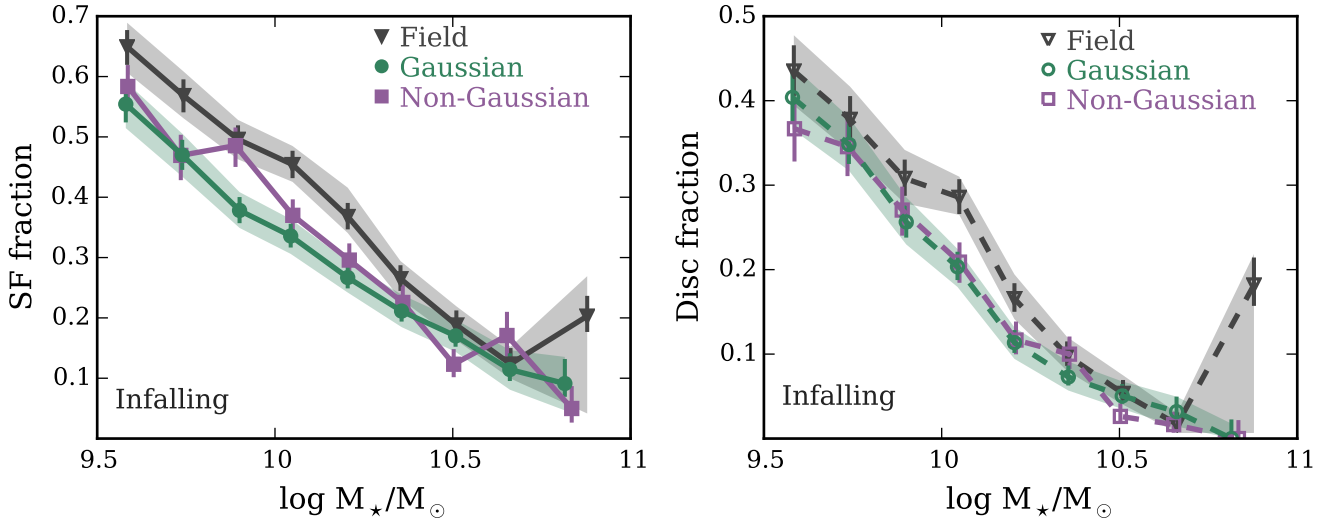 0.7
0.6
0.5
0.4
0.3
0.2
0.1
SF fraction
Field
Gaussian
Non-Gaussian
Infalling
9.5 10 10.5 11
log M⋆/M⊙
0.5
0.4
0.3
0.2
0.1
Disc fraction
Field
Gaussian
Non-Gaussian
Infalling
9.5 10 10.5 11
log M⋆/M⊙